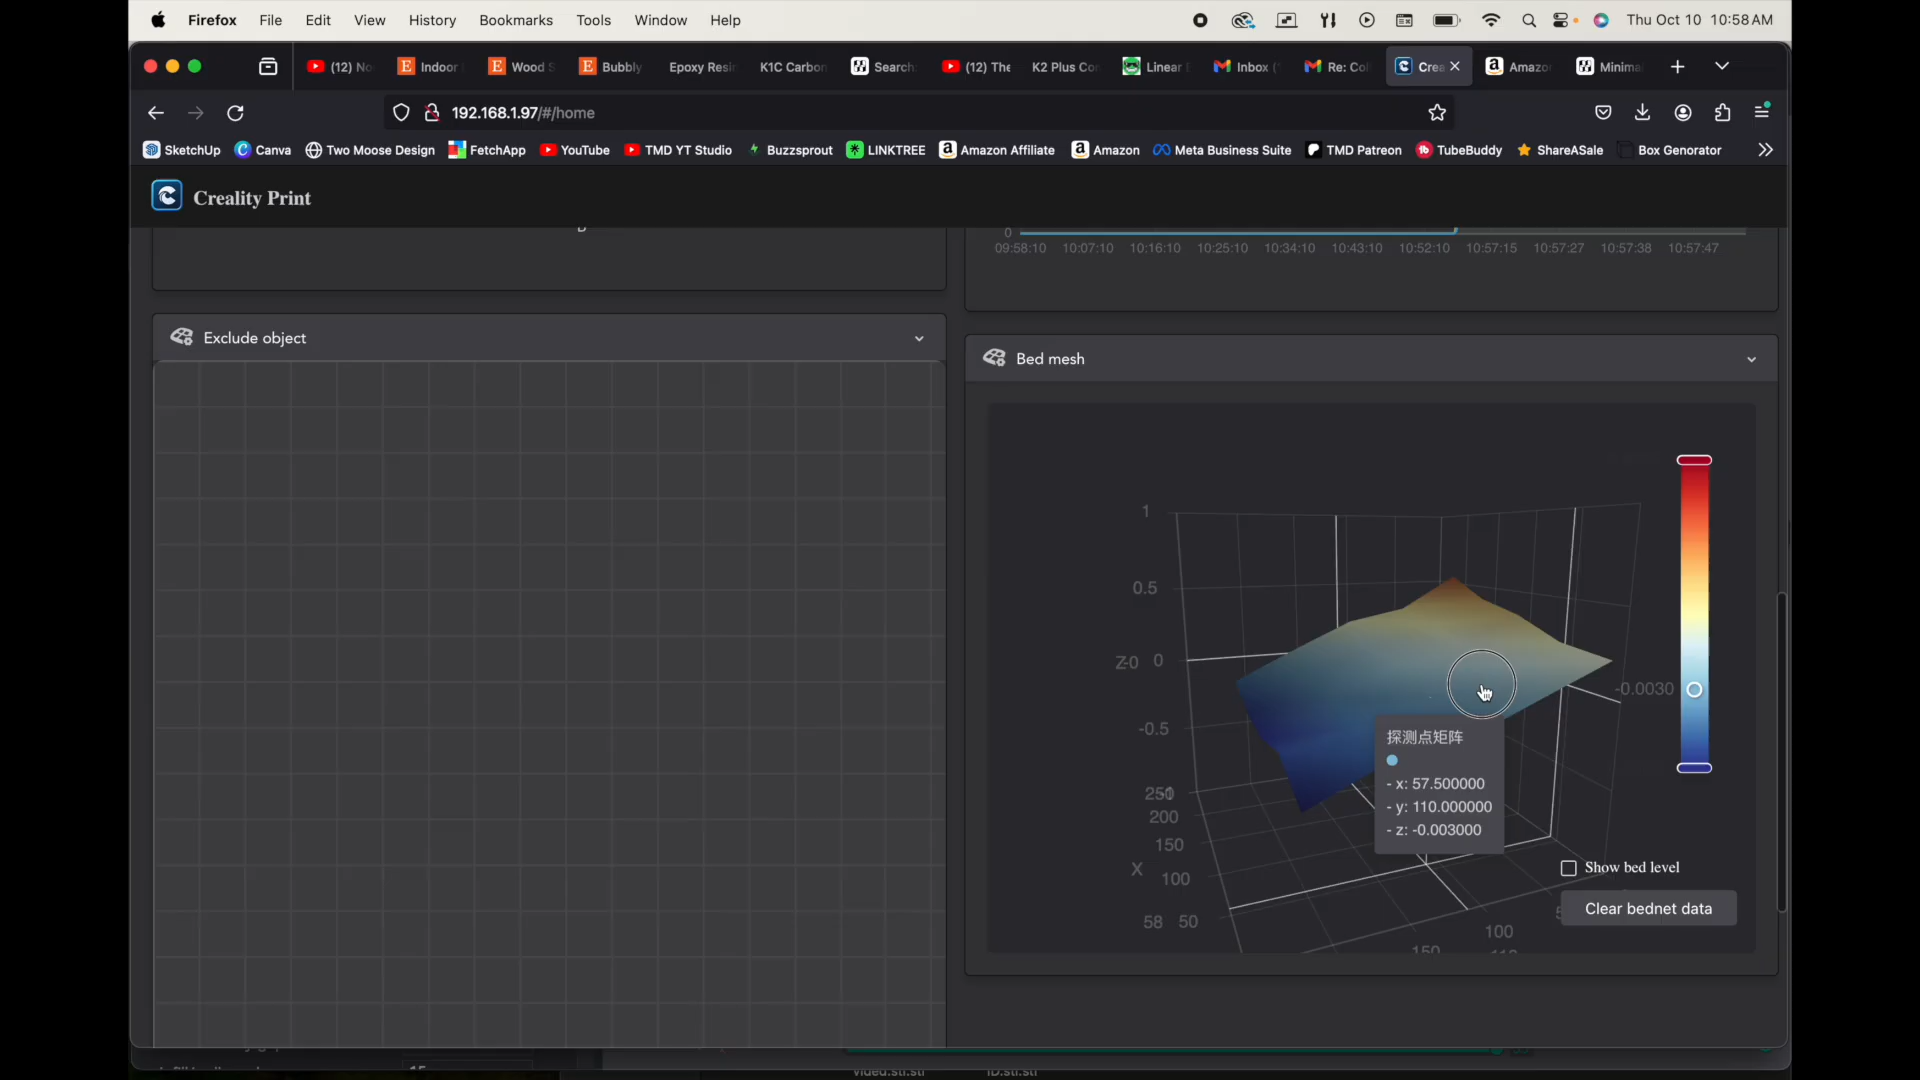 Firefox File Edit View History Bookmarks Tools Window Help Thu Oct 10 10:58 AM
(12) No Indoor Wood S Bubbly Epoxy Resi K1C Carbon Search (12) The K2 Plus Co Linear Inbox ( Re: Col Crea Amazo Minima
192.168.1.97/#/home
SketchUp Canva Two Moose Design FetchApp YouTube TMD YT Studio Buzzsprout LINKTREE Amazon Affiliate Amazon Meta Business Suite TMD Patreon TubeBuddy ShareASale Box Genorator
Creality Print
0
09:58:10 10:07:10 10:16:10 10:25:10 10:34:10 10:43:10 10:52:10 10:57:15 10:57:27 10:57:38 10:57:47
Exclude object
Bed mesh
1
0.5
0
-0.5
-0.0030
探测点矩阵
- x: 57.500000
- y: 110.000000
- z: -0.003000
200
150
X
100
58 50
100
150
Show bed level
Clear bednet data